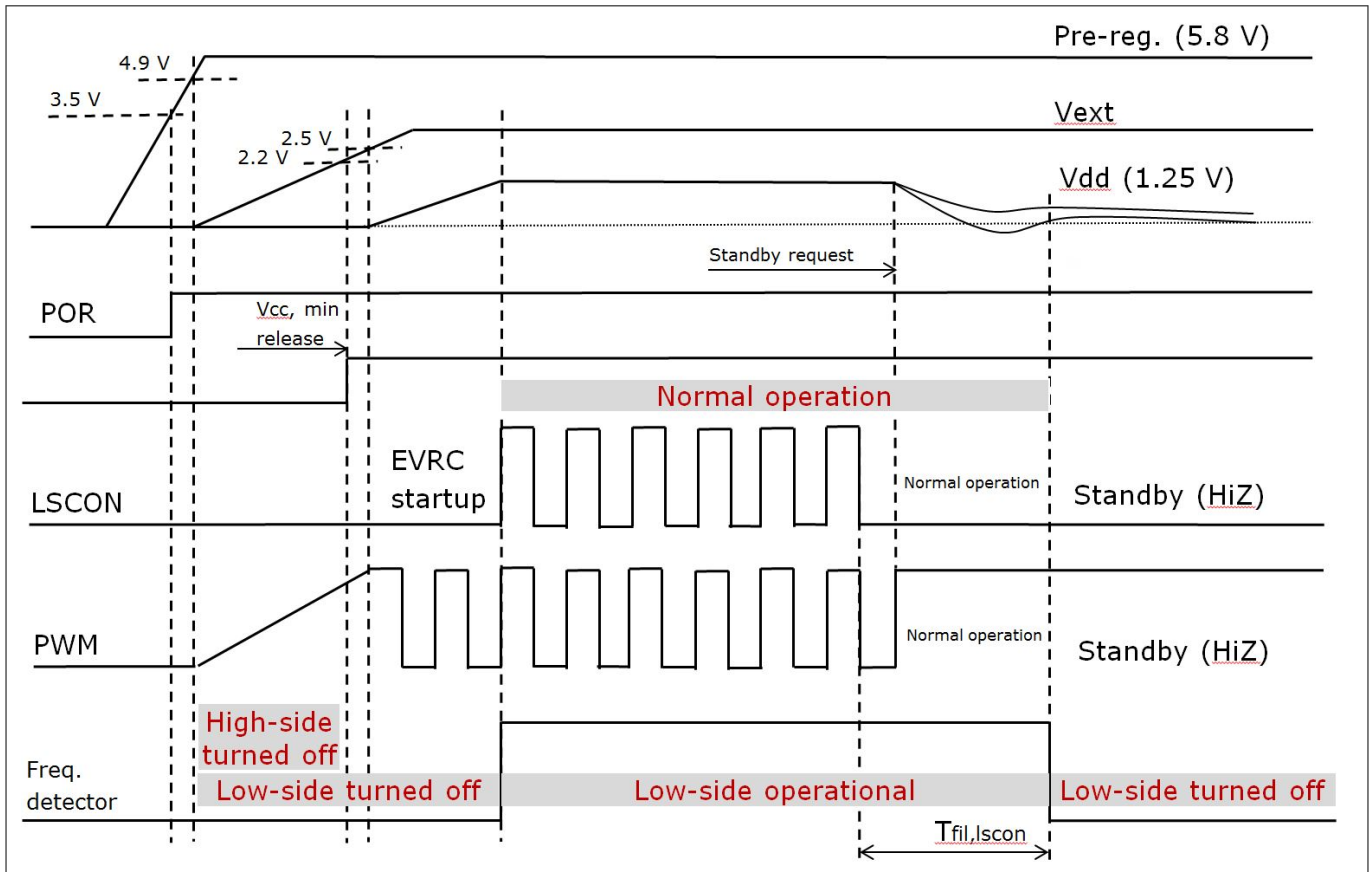 Pre-reg. (5.8 V)
4.9 V
3.5 V
Vext
2.5 V
2.2 V
Vdd (1.25 V)
Standby request
POR
Vcc, min
release
Normal operation
EVRC
startup
LSCON
Normal operation
Standby (HiZ)
PWM
Normal operation
Standby (HiZ)
High-side
turned off
Freq.
detector
Low-side turned off
Low-side operational
Low-side turned off
Tfil,lscon